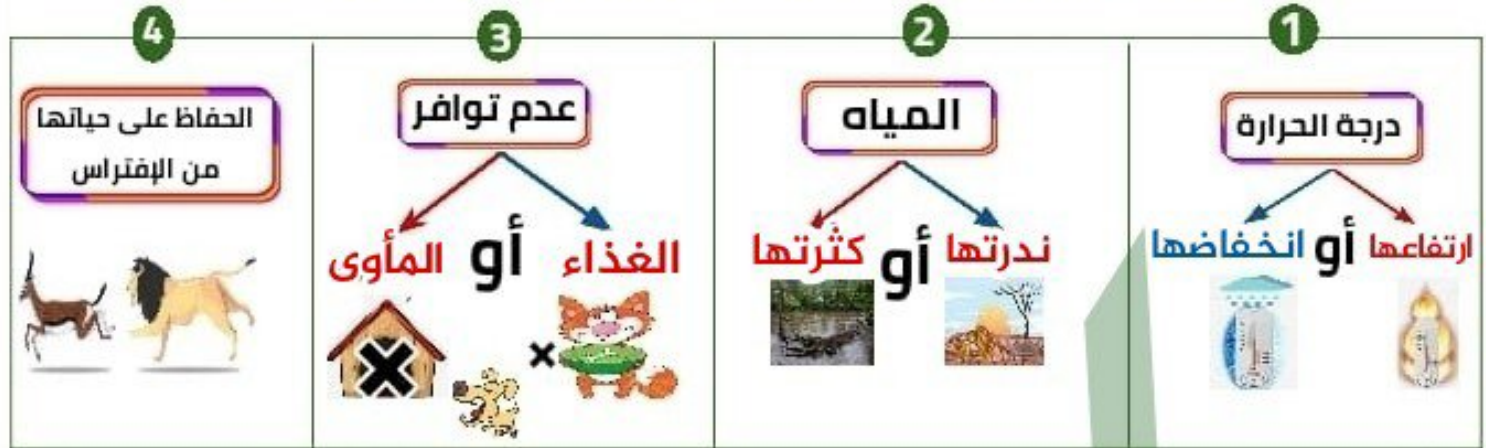 1
درجة الحرارة
ارتفاعها أو انخفاضها
2
المياه
ندرتها أو كثرتها
3
عدم توافر
الغذاء أو المأوى
4
الحفاظ على حياتها
من الإفتراس